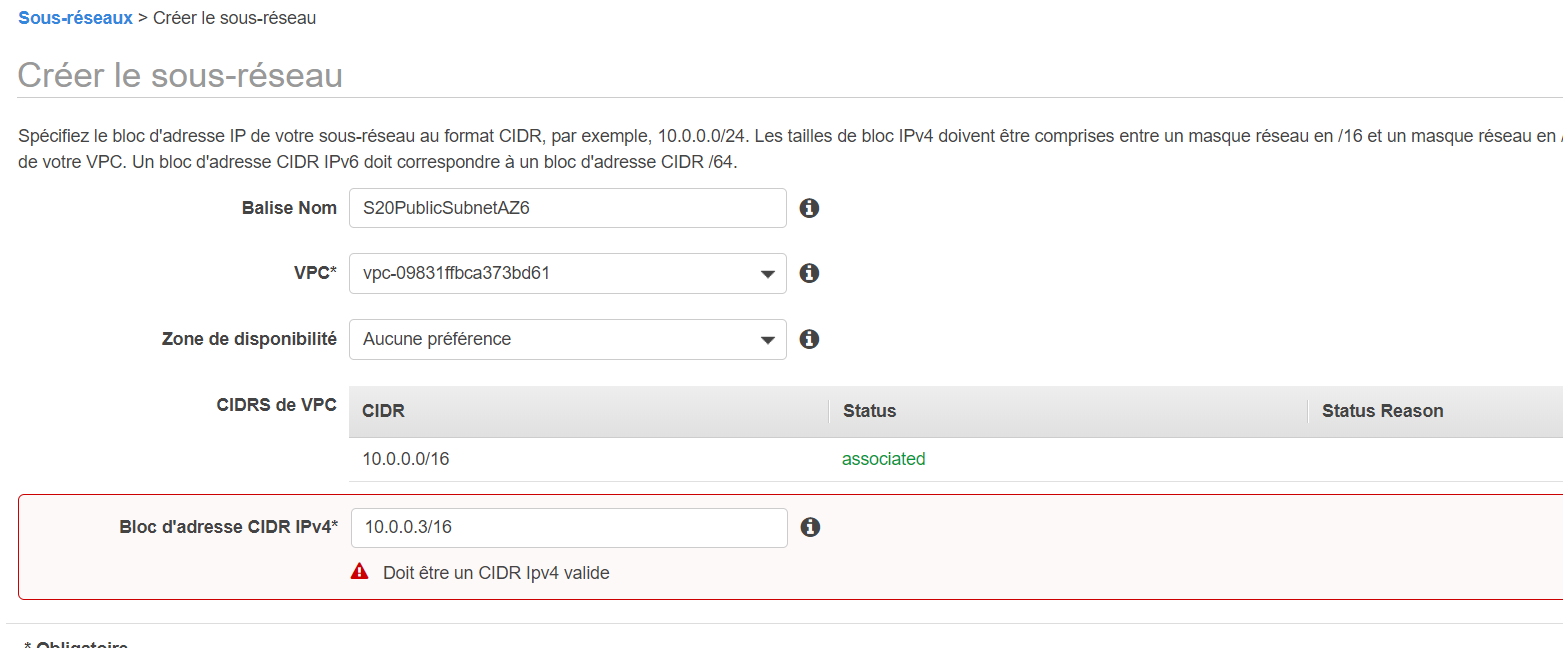 Sous-réseaux > Créer le sous-réseau
Créer le sous-réseau
Spécifiez le bloc d'adresse IP de votre sous-réseau au format CIDR, par exemple, 10.0.0.0/24. Les tailles de bloc IPv4 doivent être comprises entre un masque réseau en /16 et un masque réseau en /
de votre VPC. Un bloc d'adresse CIDR IPv6 doit correspondre à un bloc d'adresse CIDR /64.
Balise Nom S20PublicSubnetAZ6
VPC* vpc-09831ffbca373bd61
Zone de disponibilité Aucune préférence
CIDRS de VPC CIDR Status Status Reason
10.0.0.0/16 associated
Bloc d'adresse CIDR IPv4* 10.0.0.3/16
Doit être un CIDR Ipv4 valide
* Obligatoire